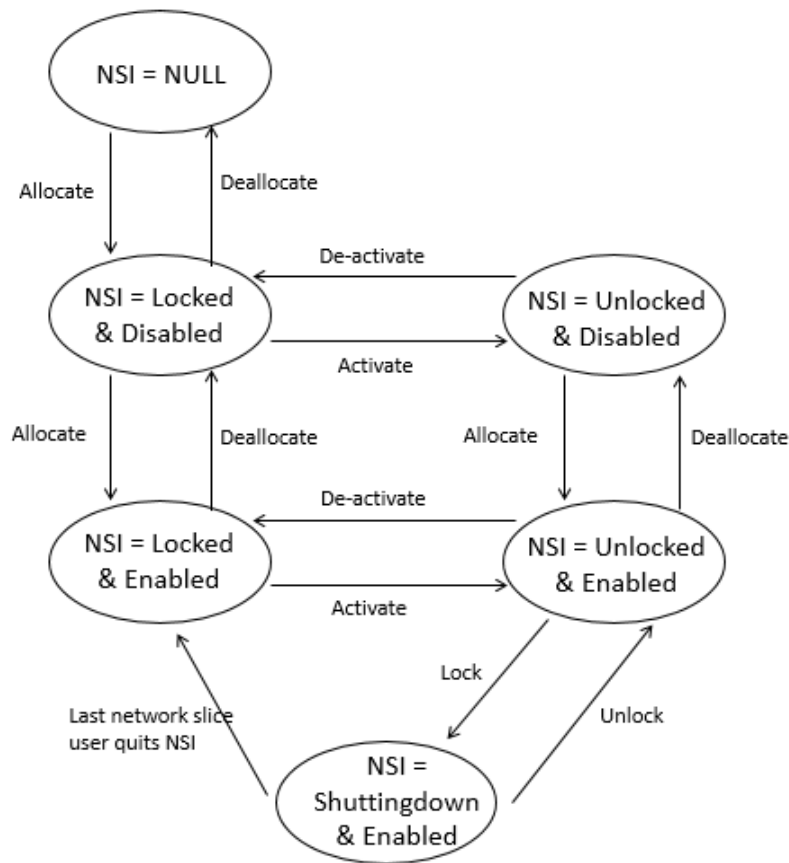 NSI = NULL
Allocate
Deallocate
De-activate
NSI = Locked
& Disabled
NSI = Unlocked
& Disabled
Activate
Allocate
Deallocate
Allocate
Deallocate
De-activate
NSI = Locked
& Enabled
NSI = Unlocked
& Enabled
Activate
Lock
Last network slice
user quits NSI
Unlock
NSI =
Shuttingdown
& Enabled